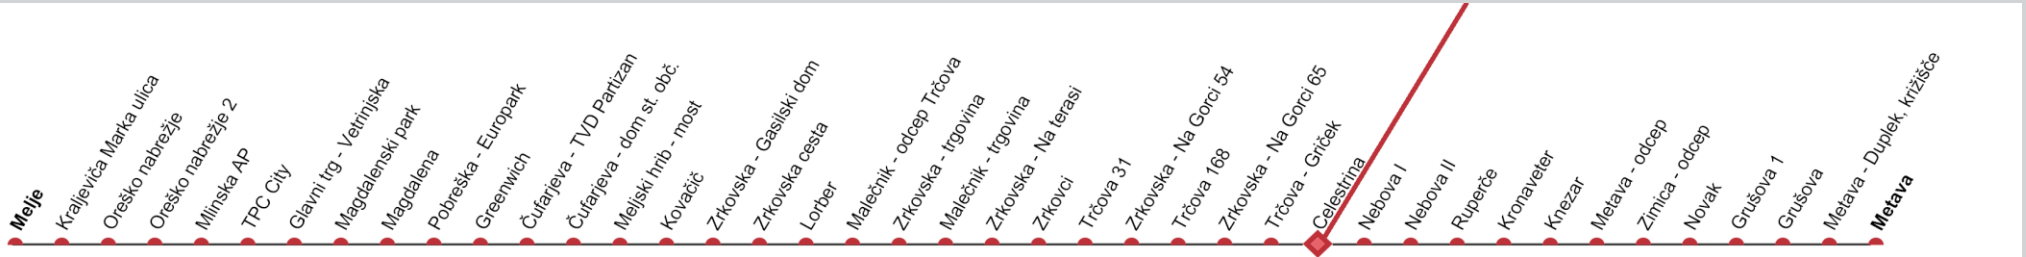 Melje
Kraljeviča Marka ulica
Oreško nabrežje
Oreško nabrežje 2
Mlinska AP
TPC City
Glavni trg - Vetrinjska
Magdalenski park
Magdalena
Pobreška - Europark
Greenwich
Čufarjeva - TVD Partizan
Čufarjeva - dom st. obč.
Meljski hrib - most
Kovačič
Zrkovska - Gasilski dom
Zrkovska cesta
Lorber
Malečnik - odcep Trčova
Zrkovska - trgovina
Malečnik - trgovina
Zrkovska - Na terasi
Zrkovci
Trčova 31
Zrkovska - Na Gorci 54
Trčova 168
Zrkovska - Na Gorci 65
Trčova - Griček
Celestrina
Nebova I
Nebova II
Ruperče
Kronaveter
Knezar
Metava - odcep
Zimica - odcep
Novak
Grušova 1
Grušova
Metava - Duplek, križišče
Metava